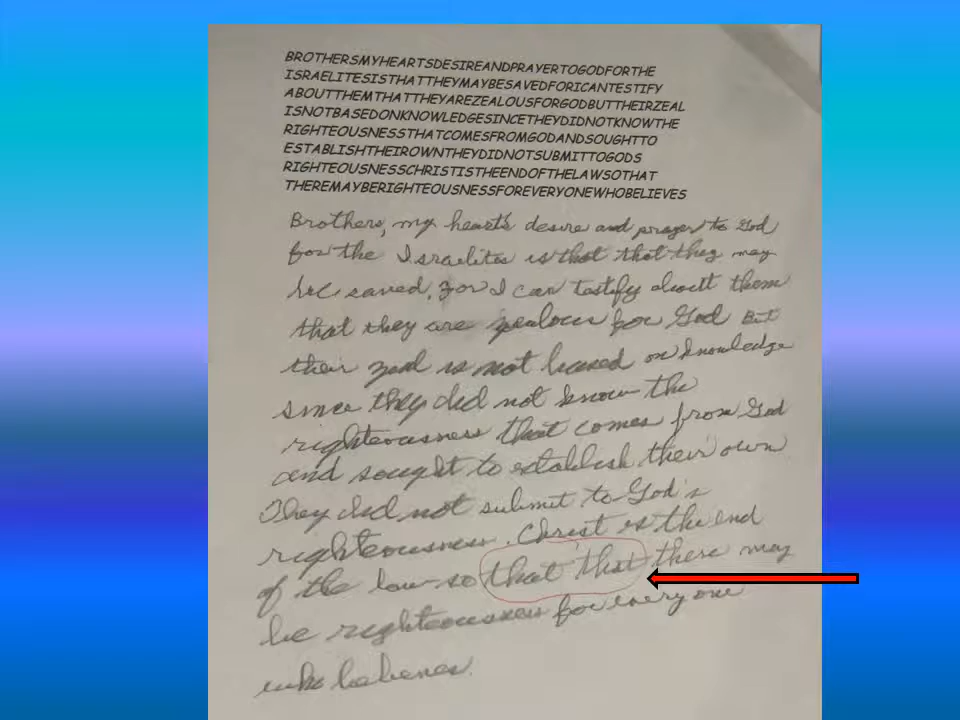 BROTHERSMYHEARTSDESIREANDPRAYERTOGODFORTHE
ISRAELITESISTHATTHEYMAYBESAVEDFORICANTESTIFY
ABOUTTHEMTHATTHEYAREZEALOUSFORGODBUTTHEIRZEAL
ISNOTBASEDONKNOWLEDGESINCETHEYDIDNOTKNOWTHE
RIGHTEOUSNESSTHATCOMESFROMGODANDSOUGHTTO
ESTABLISHTHEIROWNTHEYDIDNOTSUBMITTOGODS
RIGHTEOUSNESSCHRISTISTHEENDOFTHELAWSOTHAT
THEREMAYBERIGHTEOUSNESSFOREVERYONEWHOBELIEVES
Brothers, my heart's desire and prayer to God
for the Israelites is that that they may
be saved. For I can testify about them
that they are zealous for God But
their zeal is not based on knowledge
since they did not know the
righteousness that comes from God
and sought to establish their own
They did not submit to God's
righteousness. Christ is the end
of the law so that that there may
be righteousness for everyone
who believes.